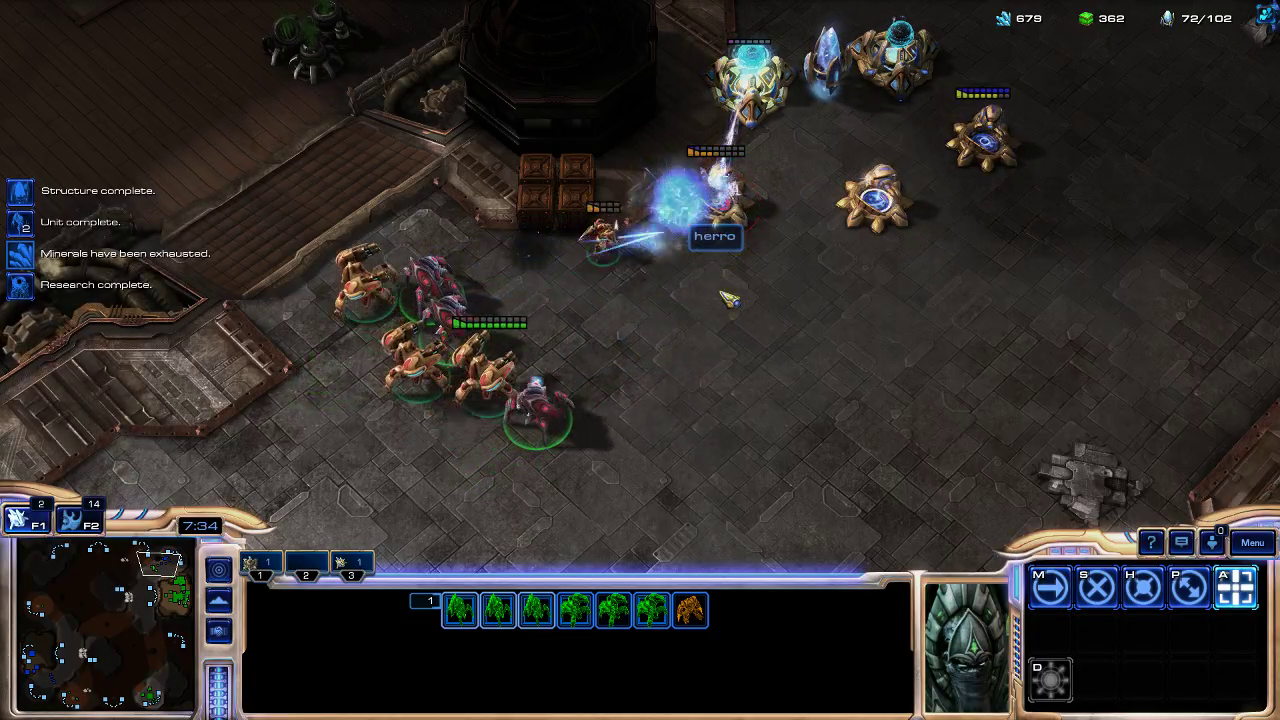 679 362 72/102
Structure complete.
2 Unit complete.
Minerals have been exhausted.
Research complete.
herro
2 14
F1 F2
7:34
0
? Menu
1 1
1 2 3
1
M S H P A
D